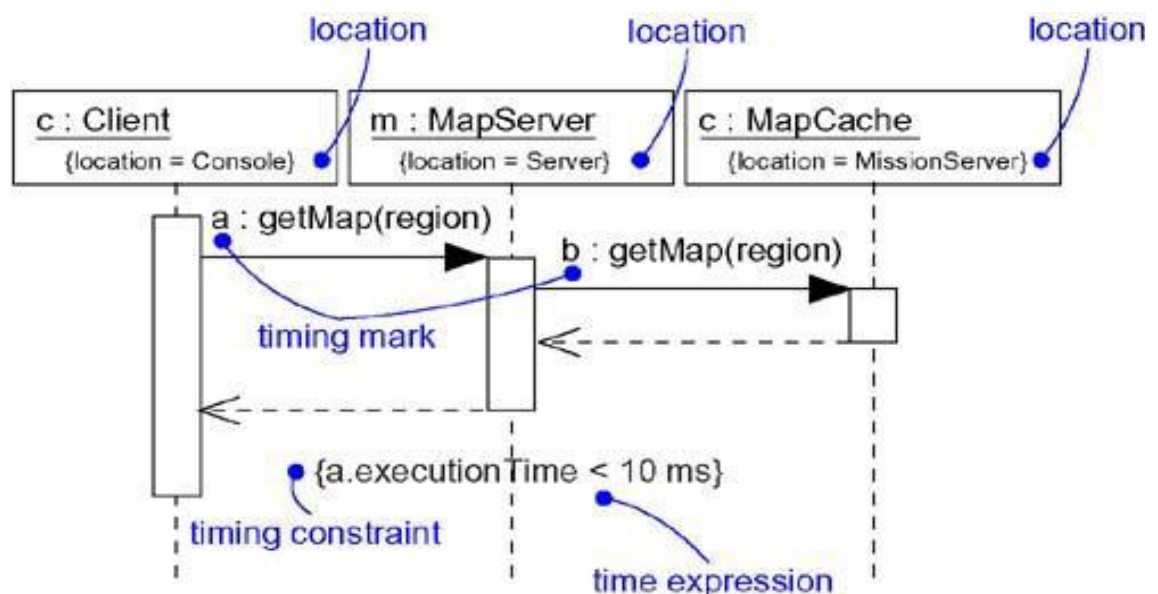 location
location
location
c : Client
{location = Console}
m : MapServer
{location = Server}
c : MapCache
{location = MissionServer}
a : getMap(region)
b : getMap(region)
timing mark
{a.executionTime < 10 ms}
timing constraint
time expression